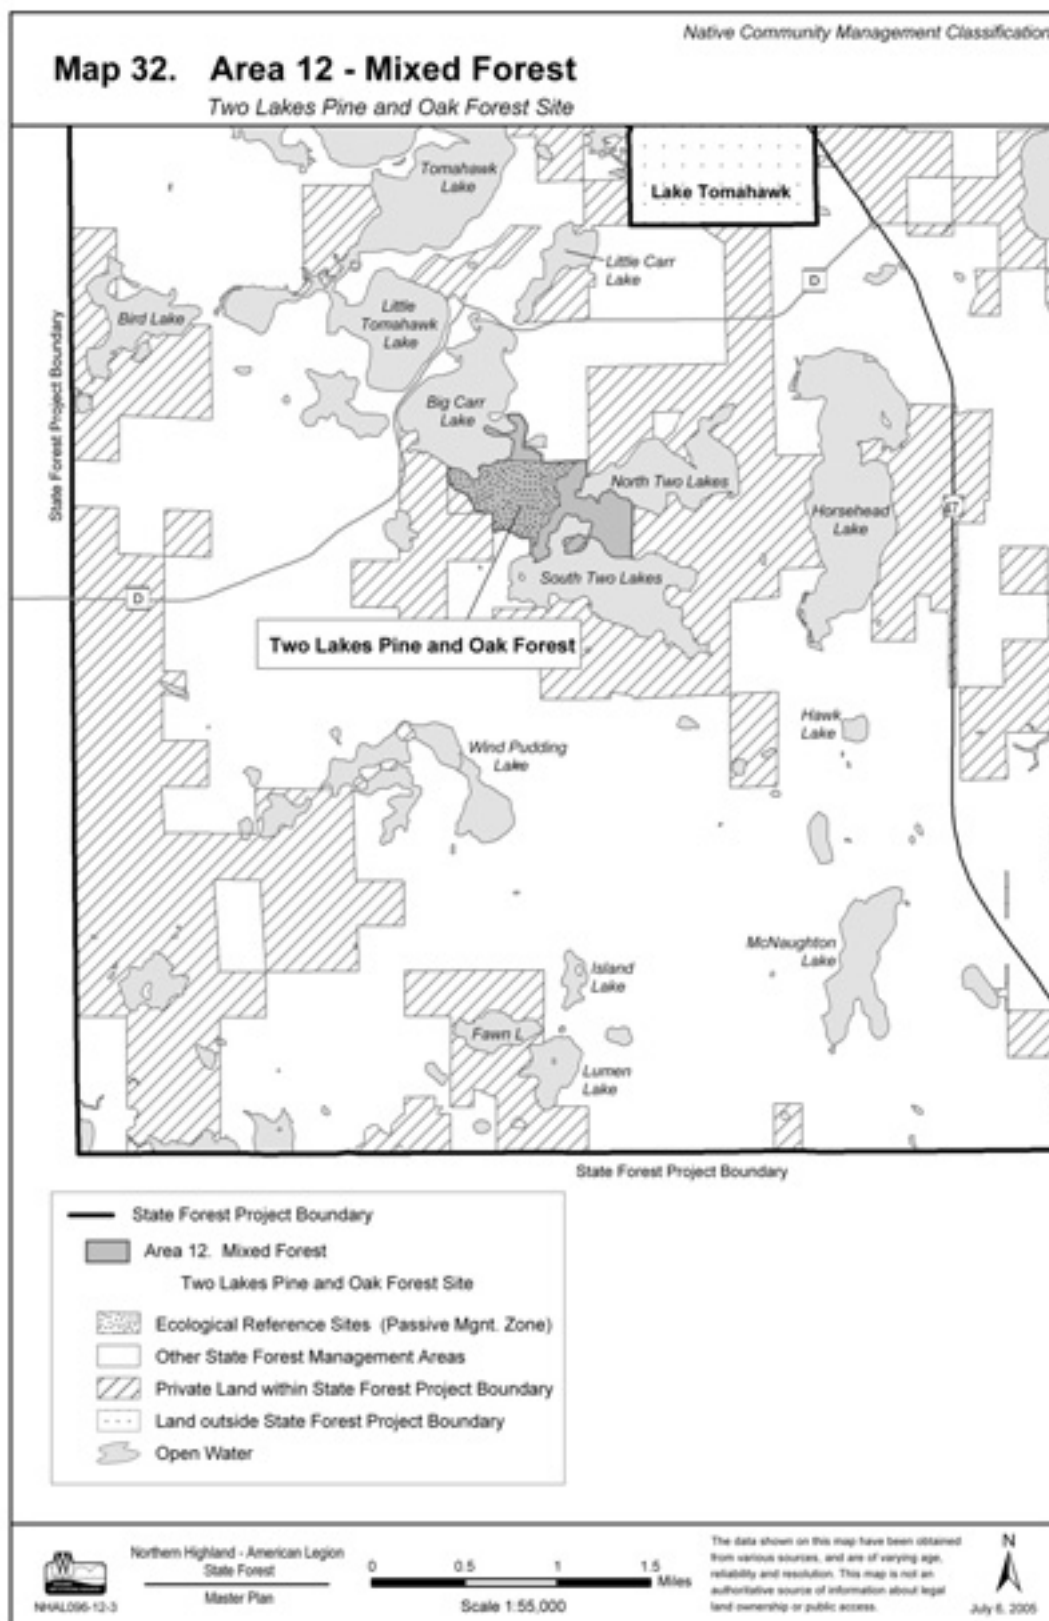 Native Community Management Classification
Map 32. Area 12 - Mixed Forest
Two Lakes Pine and Oak Forest Site
Tomahawk
Lake
Lake Tomahawk
Little Carr
Lake
D
Bird Lake
Little
Tomahawk
Lake
State Forest Project Boundary
Big Carr
Lake
North Two Lakes
Horsehead
Lake
47
South Two Lakes
D
Two Lakes Pine and Oak Forest
Hawk
Lake
Wind Pudding
Lake
McNaughton
Lake
Island
Lake
Fawn L
Lumen
Lake
State Forest Project Boundary
State Forest Project Boundary
Area 12. Mixed Forest
Two Lakes Pine and Oak Forest Site
Ecological Reference Sites (Passive Mgnt. Zone)
Other State Forest Management Areas
Private Land within State Forest Project Boundary
Land outside State Forest Project Boundary
Open Water
W
NHAL096-12-3
Northern Highland - American Legion
State Forest
Master Plan
0 0.5 1 1.5
Miles
Scale 1:55,000
The data shown on this map have been obtained
from various sources, and are of varying age,
reliability and resolution. This map is not an
authoritative source of information about legal
land ownership or public access.
N
July 6, 2005